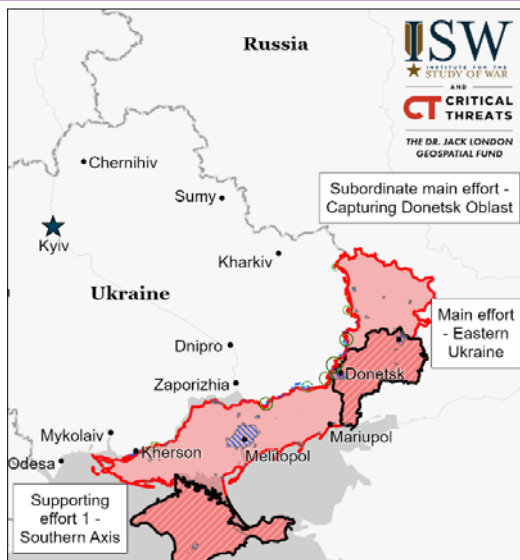 Russia
ISW
INSTITUTE FOR THE
STUDY OF WAR
AND
CT CRITICAL
THREATS
THE DR. JACK LONDON
GEOSPATIAL FUND
Chernihiv
Subordinate main effort -
Capturing Donetsk Oblast
Sumy
Kyiv
Kharkiv
Ukraine
Main effort
- Eastern
Ukraine
Dnipro
Donetsk
Zaporizhia
Mykolaiv
Mariupol
Kherson
Melitopol
Odesa
Supporting
effort 1 -
Southern Axis